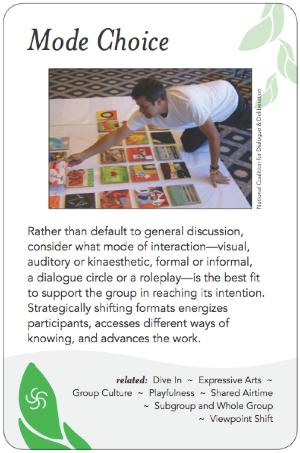 Mode Choice
National Coalition for Dialogue & Deliberation
Rather than default to general discussion,
consider what mode of interaction—visual,
auditory or kinaesthetic, formal or informal,
a dialogue circle or a roleplay—is the best fit
to support the group in reaching its intention.
Strategically shifting formats energizes
participants, accesses different ways of
knowing, and advances the work.
related: Dive In ~ Expressive Arts ~
Group Culture ~ Playfulness ~ Shared Airtime
~ Subgroup and Whole Group
~ Viewpoint Shift